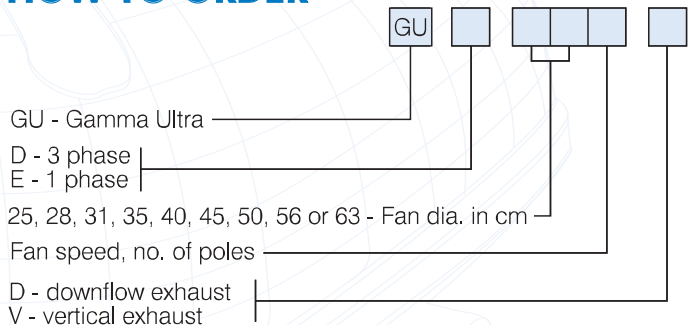 HOW TO ORDER
GU
GU - Gamma Ultra
D - 3 phase
E - 1 phase
25, 28, 31, 35, 40, 45, 50, 56 or 63 - Fan dia. in cm
Fan speed, no. of poles
D - downflow exhaust
V - vertical exhaust